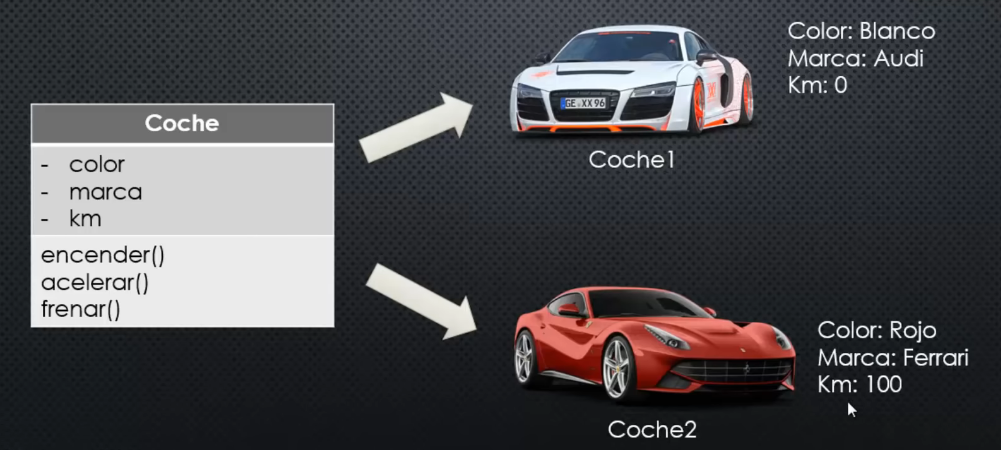 Coche
- color
- marca
- km
encender()
acelerar()
frenar()
GE XX 96
Coche1
Color: Blanco
Marca: Audi
Km: 0
Coche2
Color: Rojo
Marca: Ferrari
Km: 100